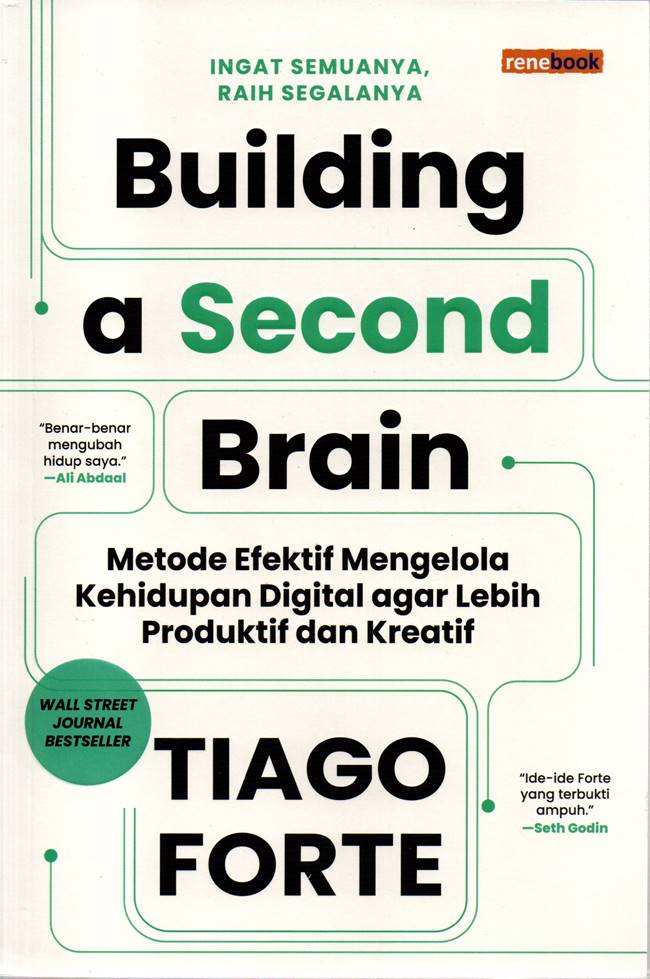 INGAT SEMUANYA,
RAIH SEGALANYA
renebook
Building
a Second
Brain
“Benar-benar
mengubah
hidup saya.”
—Ali Abdaal
Metode Efektif Mengelola
Kehidupan Digital agar Lebih
Produktif dan Kreatif
WALL STREET
JOURNAL
BESTSELLER
TIAGO
FORTE
“Ide-ide Forte
yang terbukti
ampuh.”
—Seth Godin